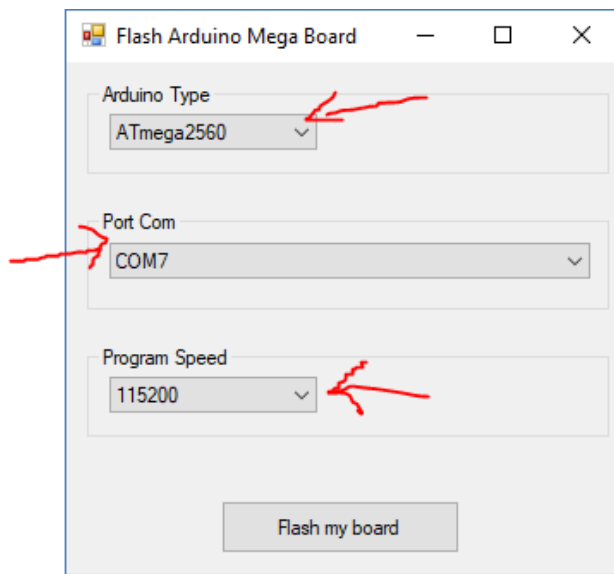 Flash Arduino Mega Board
Arduino Type
ATmega2560
Port Com
COM7
Program Speed
115200
Flash my board